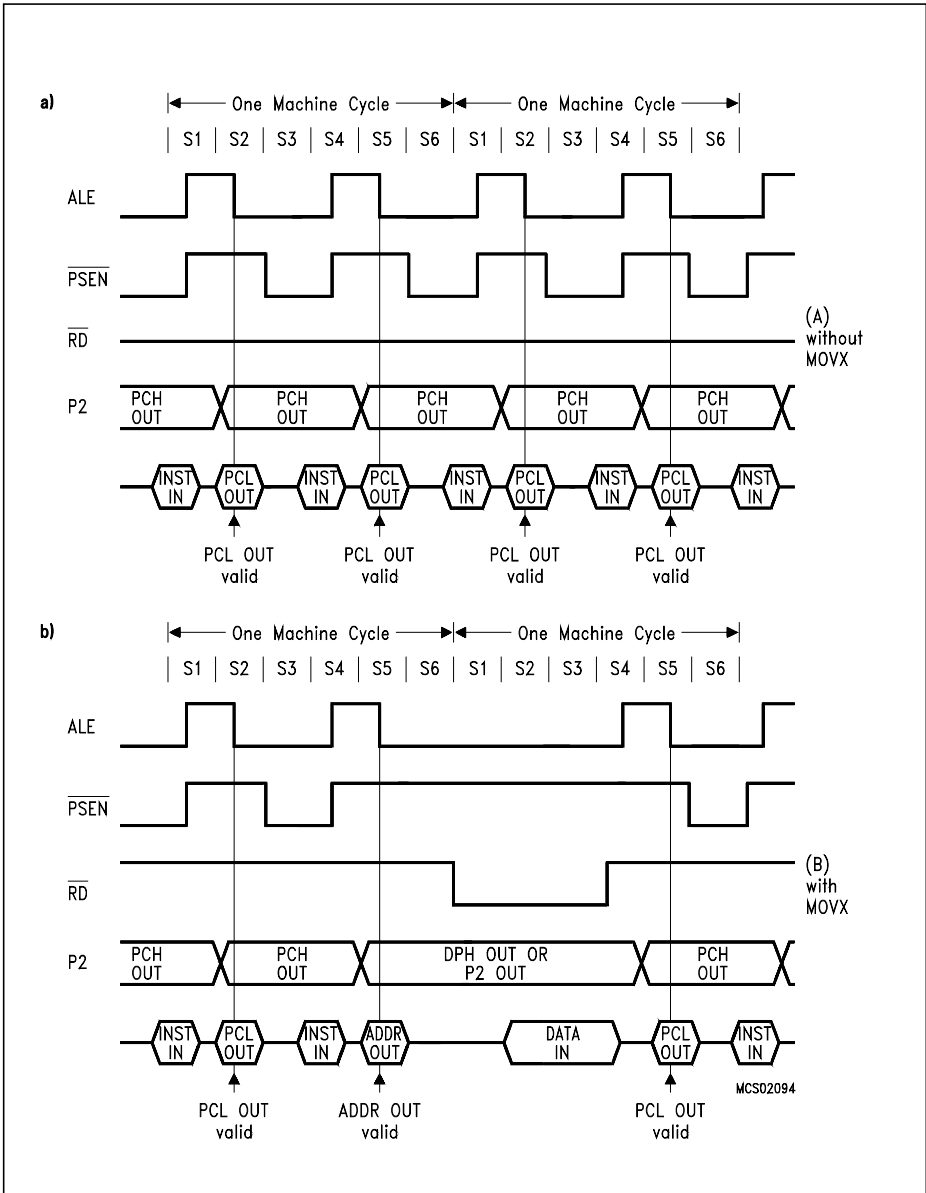 a)
One Machine Cycle One Machine Cycle
S1 S2 S3 S4 S5 S6 S1 S2 S3 S4 S5 S6
ALE
PSEN
RD
(A)
without
MOVX
P2
PCH OUT PCH OUT PCH OUT PCH OUT PCH OUT
INST IN PCL OUT INST IN PCL OUT INST IN PCL OUT INST IN PCL OUT INST IN
PCL OUT valid PCL OUT valid PCL OUT valid PCL OUT valid
b)
One Machine Cycle One Machine Cycle
S1 S2 S3 S4 S5 S6 S1 S2 S3 S4 S5 S6
ALE
PSEN
RD
(B)
with
MOVX
P2
PCH OUT PCH OUT DPH OUT OR P2 OUT PCH OUT
INST IN PCL OUT INST IN ADDR OUT DATA IN PCL OUT INST IN
MCS02094
PCL OUT valid ADDR OUT valid PCL OUT valid